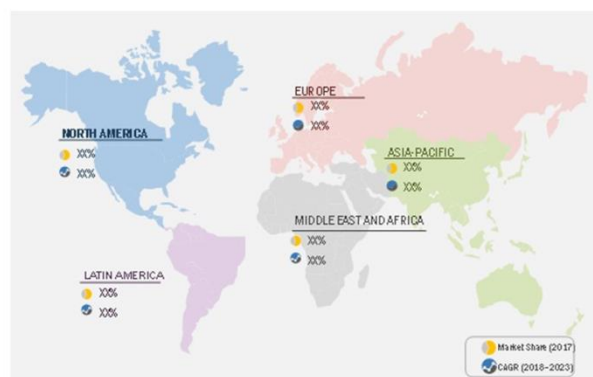 EUROPE
XX%
XX%
NORTH AMERICA
XX%
XX%
ASIA-PACIFIC
XX%
XX%
MIDDLE EAST AND AFRICA
XX%
XX%
LATIN AMERICA
XX%
XX%
Market Share (2017)
CAGR (2018-2023)